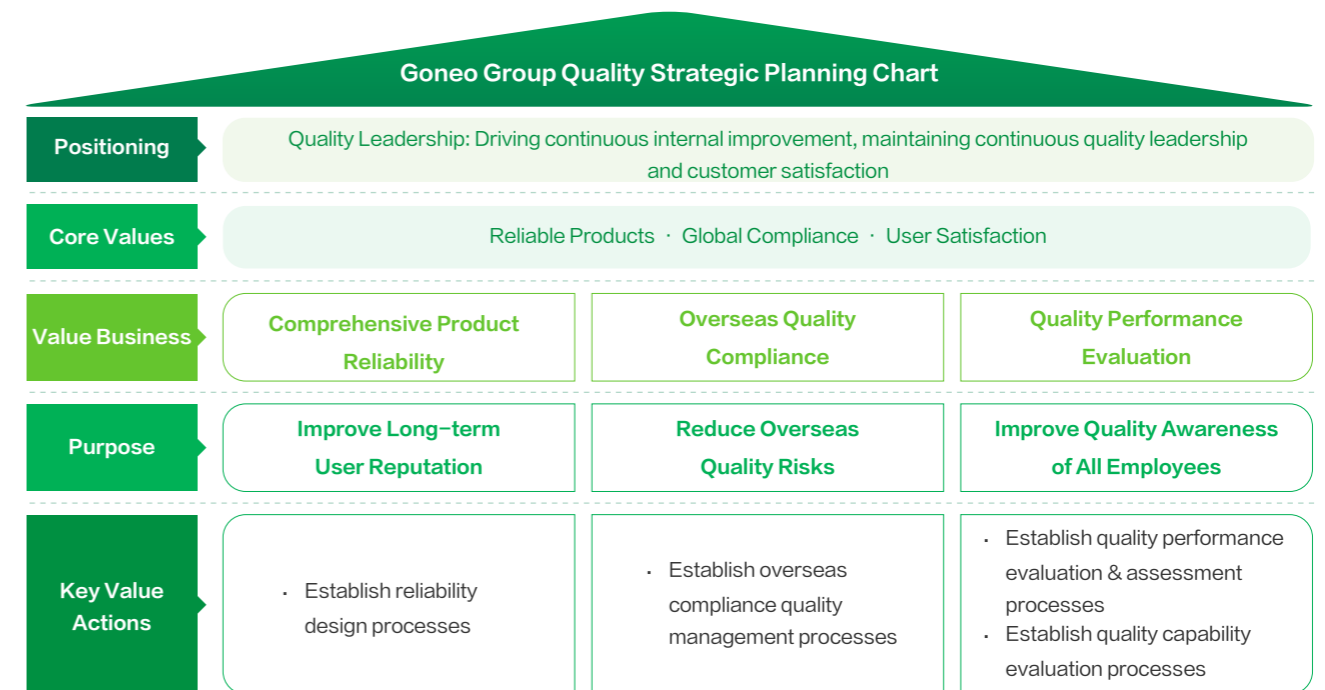 Goneo Group Quality Strategic Planning Chart
Positioning
Quality Leadership: Driving continuous internal improvement, maintaining continuous quality leadership
and customer satisfaction
Core Values
Reliable Products · Global Compliance · User Satisfaction
Value Business
Comprehensive Product
Reliability
Overseas Quality
Compliance
Quality Performance
Evaluation
Purpose
Improve Long-term
User Reputation
Reduce Overseas
Quality Risks
Improve Quality Awareness
of All Employees
Key Value
Actions
· Establish reliability
design processes
· Establish overseas
compliance quality
management processes
· Establish quality performance
evaluation & assessment
processes
· Establish quality capability
evaluation processes